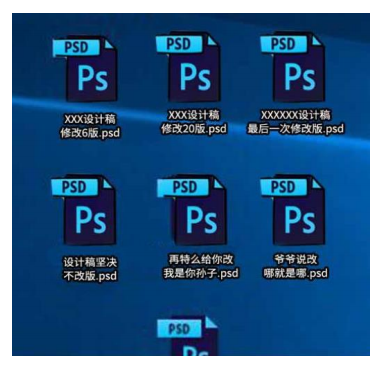 PSD
PSD
PSD
Ps
Ps
Ps
XXX设计稿
修改6版.psd
XXX设计稿
修改20版.psd
XXXXXX设计稿
最后一次修改版.psd
PSD
PSD
PSD
Ps
Ps
Ps
设计稿坚决
不改版.psd
再特么给你改
我是你孙子.psd
爷爷说改
哪就是哪.psd
PSD
Ps